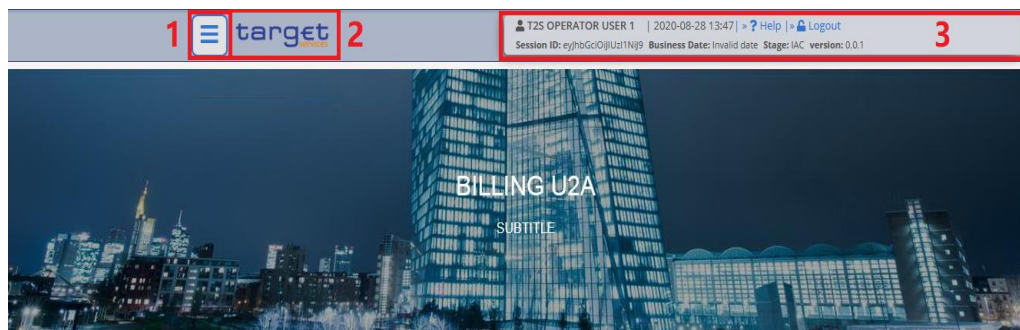 1
target
services
2
T2S OPERATOR USER 1 | 2020-08-28 13:47 | » ? Help | » Logout
Session ID: eyJhbGciOiJIUzI1NiJ9 Business Date: Invalid date Stage: IAC version: 0.0.1
3
BILLING U2A
SUBTITLE